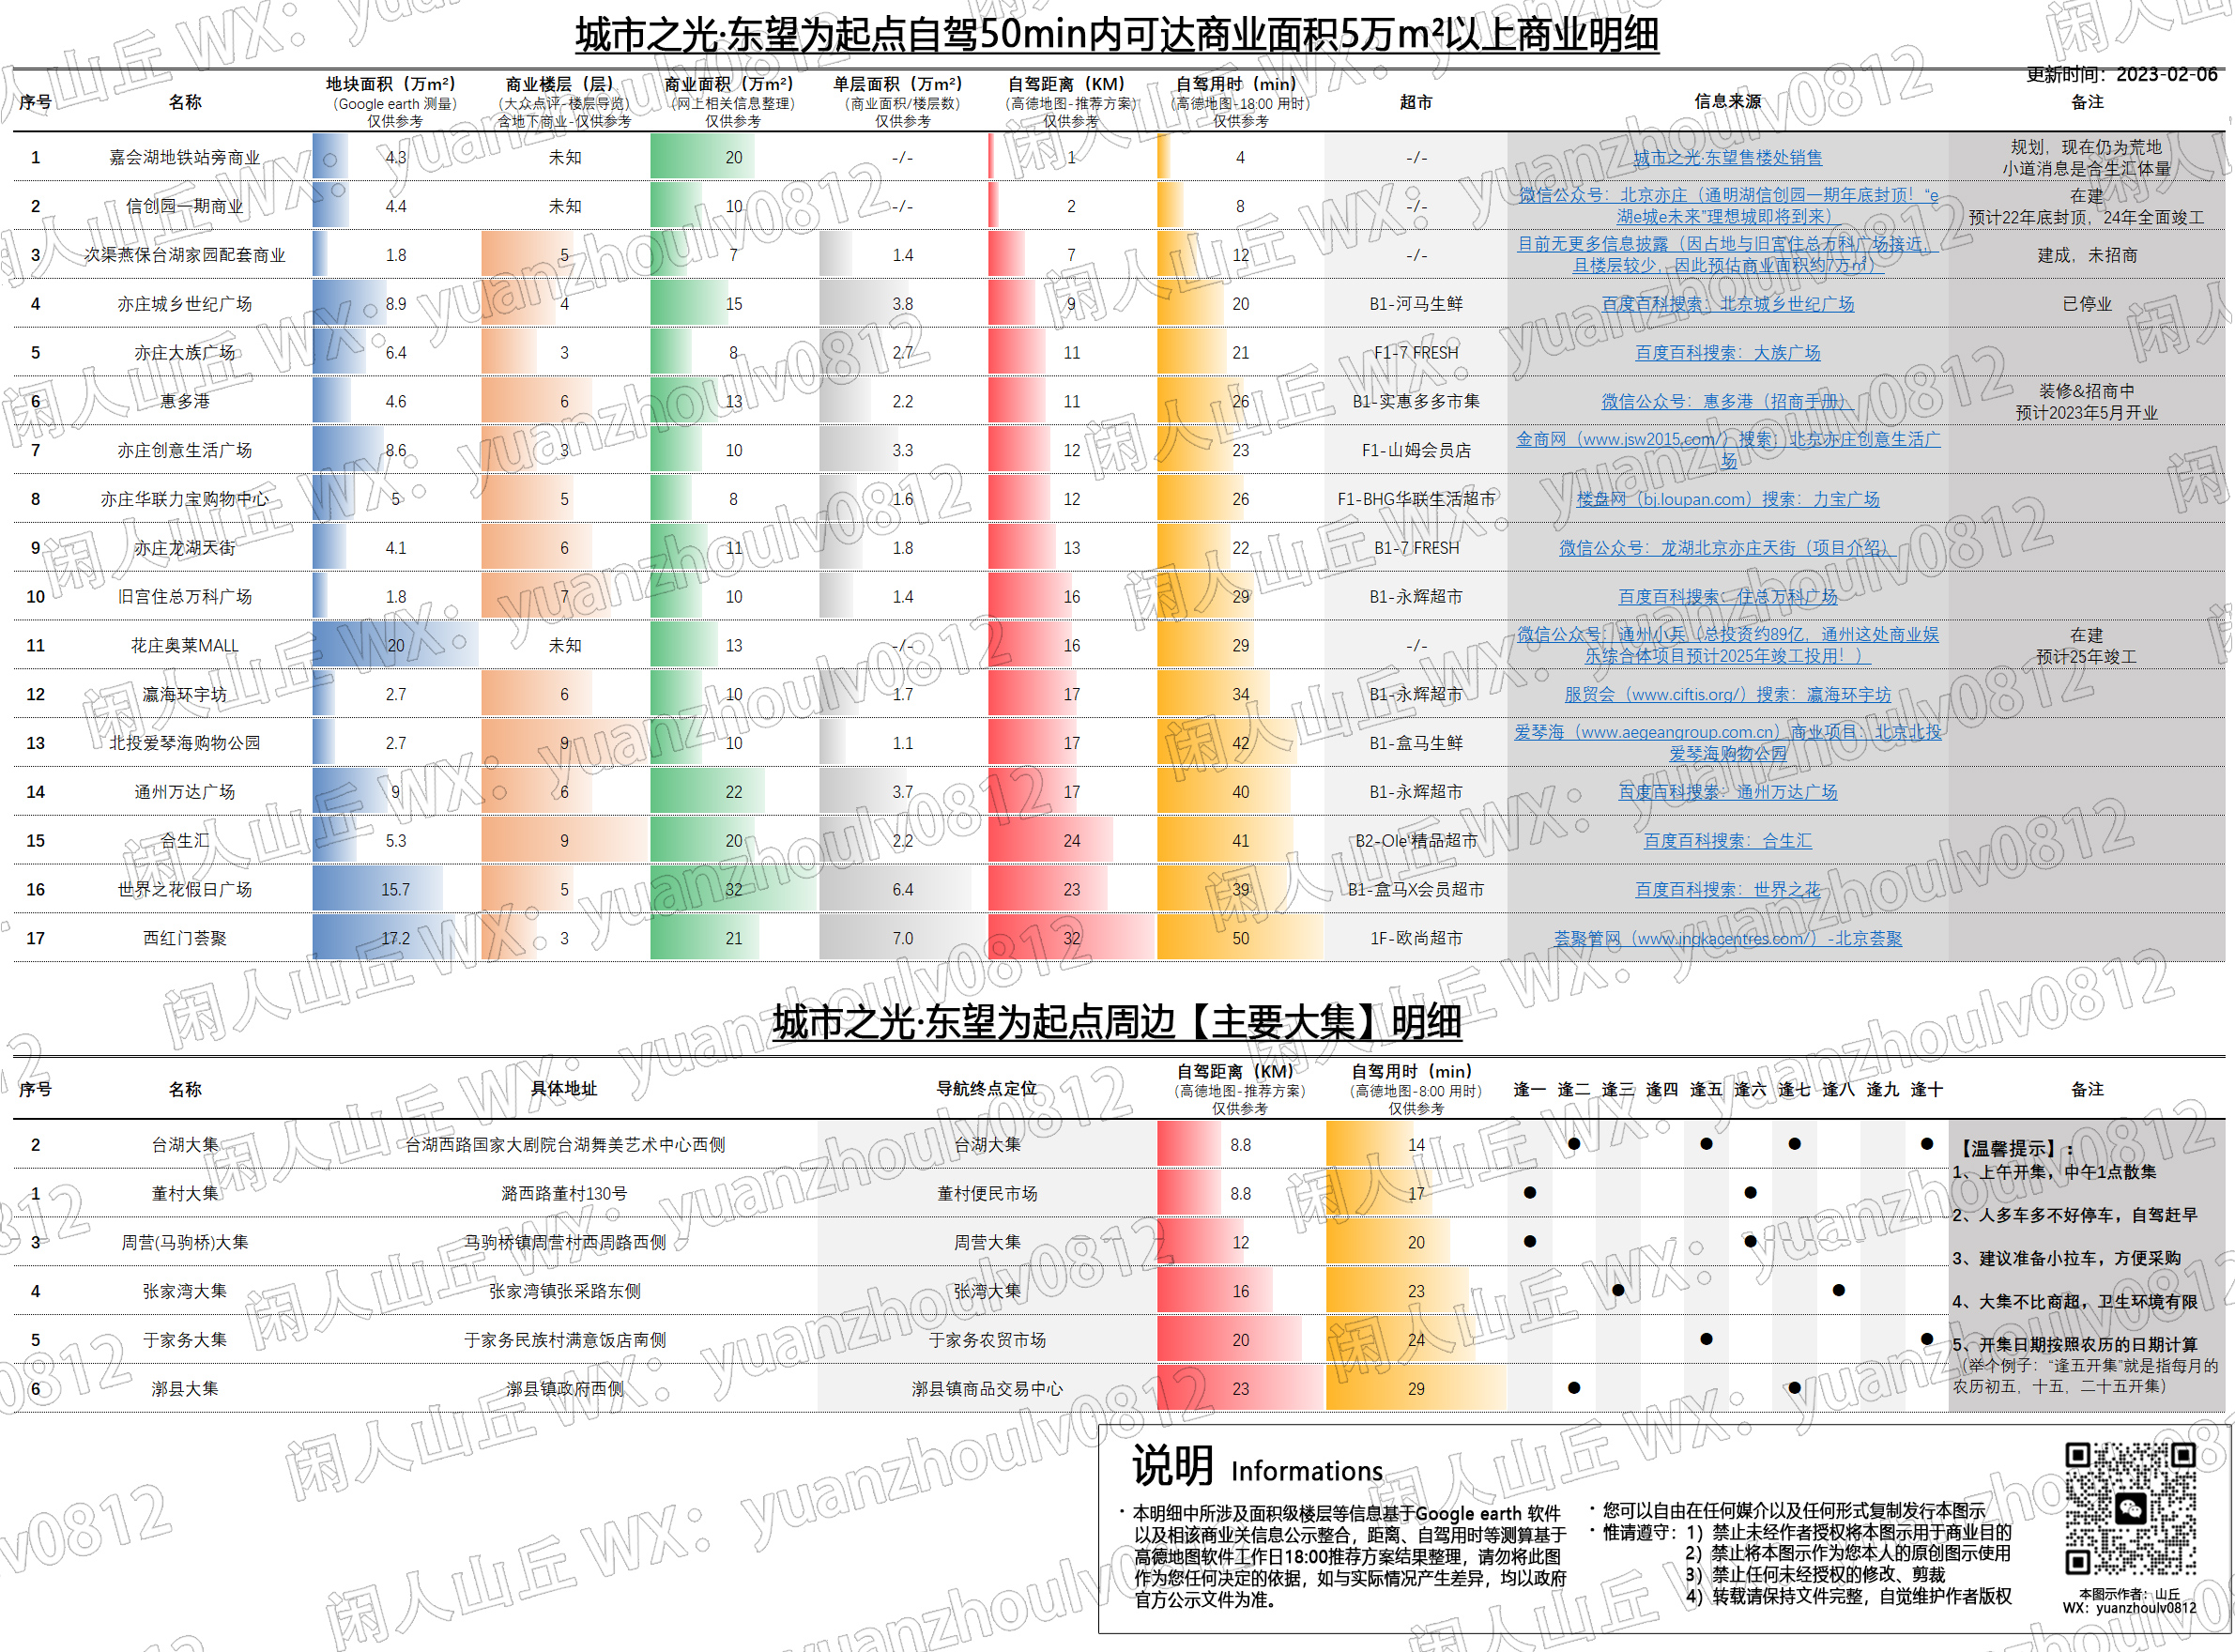 城市之光·东望为起点自驾50min内可达商业面积5万m²以上商业明细
更新时间：2023-02-06
序号 名称 地块面积（万m²） 商业楼层（层） 商业面积（万m²） 单层面积（万m²） 自驾距离（KM） 自驾用时（min） 超市 信息来源 备注
（Google earth 测量） （大众点评-楼层导览） （网上相关信息整理） （商业面积/楼层数） （高德地图-推荐方案） （高德地图-18:00 用时）
仅供参考 含地下商业-仅供参考 仅供参考 仅供参考 仅供参考 仅供参考
1 嘉会湖地铁站旁商业 4.3 未知 20 -/- 1 4 -/- 城市之光·东望售楼处销售 规划，现在仍为荒地
小道消息是合生汇体量
2 信创园一期商业 4.4 未知 10 -/- 2 8 -/- 微信公众号：北京亦庄（通明湖信创园一期年底封顶！“e
湖e城e未来”理想城即将到来） 在建
预计22年底封顶，24年全面竣工
3 次渠燕保台湖家园配套商业 1.8 5 7 1.4 7 12 -/- 目前无更多信息披露（因占地与旧宫住总万科广场接近，
且楼层较少，因此预估商业面积约7万㎡） 建成，未招商
4 亦庄城乡世纪广场 8.9 4 15 3.8 9 20 B1-河马生鲜 百度百科搜索：北京城乡世纪广场 已停业
5 亦庄大族广场 6.4 3 8 2.7 11 21 F1-7 FRESH 百度百科搜索：大族广场
6 惠多港 4.6 6 13 2.2 11 26 B1-实惠多多市集 微信公众号：惠多港（招商手册） 装修&招商中
预计2023年5月开业
7 亦庄创意生活广场 8.6 3 10 3.3 12 23 F1-山姆会员店 金商网（www.jsw2015.com/）搜索：北京亦庄创意生活广
场
8 亦庄华联力宝购物中心 5 5 8 1.6 12 26 F1-BHG华联生活超市 楼盘网（bj.loupan.com）搜索：力宝广场
9 亦庄龙湖天街 4.1 6 11 1.8 13 22 B1-7 FRESH 微信公众号：龙湖北京亦庄天街（项目介绍）
10 旧宫住总万科广场 1.8 7 10 1.4 16 29 B1-永辉超市 百度百科搜索：住总万科广场
11 花庄奥莱MALL 20 未知 13 -/- 16 29 -/- 微信公众号：通州小兵（总投资约89亿，通州这处商业娱
乐综合体项目预计2025年竣工投用！） 在建
预计25年竣工
12 瀛海环宇坊 2.7 6 10 1.7 17 34 B1-永辉超市 服贸会（www.ciftis.org/）搜索：瀛海环宇坊
13 北投爱琴海购物公园 2.7 9 10 1.1 17 42 B1-盒马生鲜 爱琴海（www.aegeangroup.com.cn）商业项目：北京北投
爱琴海购物公园
14 通州万达广场 9 6 22 3.7 17 40 B1-永辉超市 百度百科搜索：通州万达广场
15 合生汇 5.3 9 20 2.2 24 41 B2-Ole'精品超市 百度百科搜索：合生汇
16 世界之花假日广场 15.7 5 32 6.4 23 39 B1-盒马X会员超市 百度百科搜索：世界之花
17 西红门荟聚 17.2 3 21 7.0 32 50 1F-欧尚超市 荟聚管网（www.ingkacentres.com/）-北京荟聚
城市之光·东望为起点周边【主要大集】明细
序号 名称 具体地址 导航终点定位 自驾距离（KM） 自驾用时（min） 逢一 逢二 逢三 逢四 逢五 逢六 逢七 逢八 逢九 逢十 备注
（高德地图-推荐方案） （高德地图-8:00 用时）
仅供参考 仅供参考
2 台湖大集 台湖西路国家大剧院台湖舞美艺术中心西侧 台湖大集 8.8 14 ● ● ● ●
1 董村大集 潞西路董村130号 董村便民市场 8.8 17 ● ●
3 周营(马驹桥)大集 马驹桥镇周营村西周路西侧 周营大集 12 20 ● ●
4 张家湾大集 张家湾镇张采路东侧 张湾大集 16 23 ● ●
5 于家务大集 于家务民族村满意饭店南侧 于家务农贸市场 20 24 ● ●
6 漷县大集 漷县镇政府西侧 漷县镇商品交易中心 23 29 ● ●
【温馨提示】：
1、上午开集，中午1点散集
2、人多车多不好停车，自驾赶早
3、建议准备小拉车，方便采购
4、大集不比商超，卫生环境有限
5、开集日期按照农历的日期计算
（举个例子：“逢五开集”就是指每月的
农历初五，十五，二十五开集）
说明 Informations
· 本明细中所涉及面积级楼层等信息基于Google earth 软件
以及相该商业关信息公示整合，距离、自驾用时等测算基于
高德地图软件工作日18:00推荐方案结果整理，请勿将此图
作为您任何决定的依据，如与实际情况产生差异，均以政府
官方公示文件为准。
· 您可以自由在任何媒介以及任何形式复制发行本图示
· 惟请遵守：1）禁止未经作者授权将本图示用于商业目的
2）禁止将本图示作为您本人的原创图示使用
3）禁止任何未经授权的修改、剪裁
4）转载请保持文件完整，自觉维护作者版权
本图示作者：山丘
WX：yuanzhoulv0812
闲人山丘 WX：yuanzhoulv0812